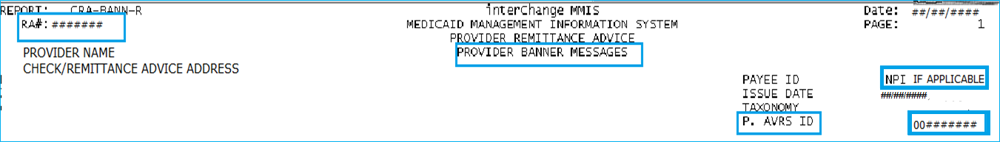 REPORT: CRA-BANN-R interChange MMIS Date: ##/##/####
RA#: ####### MEDICAID MANAGEMENT INFORMATION SYSTEM PAGE: 1
PROVIDER REMITTANCE ADVICE
PROVIDER NAME PROVIDER BANNER MESSAGES
CHECK/REMITTANCE ADVICE ADDRESS
PAYEE ID NPI IF APPLICABLE
ISSUE DATE ##/##/####
TAXONOMY
P. AVRS ID 00#######